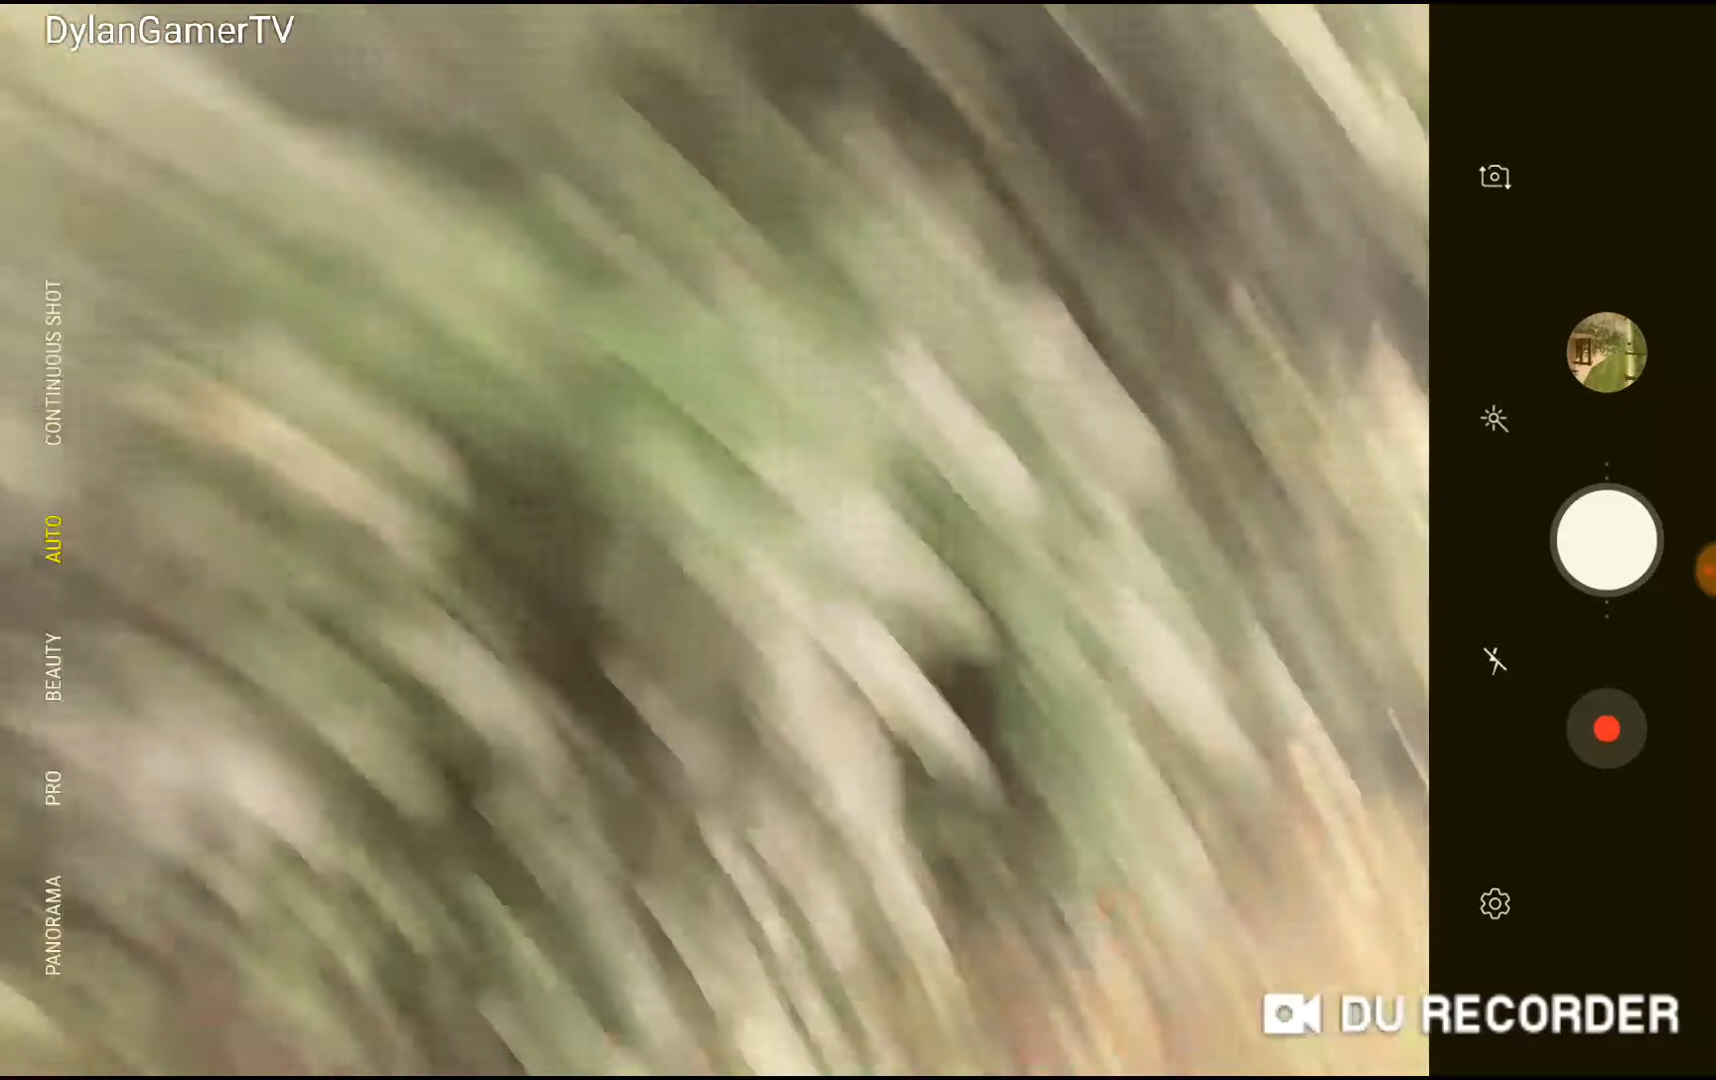 DylanGamerTV
CONTINUOUS SHOT
AUTO
BEAUTY
PRO
PANORAMA
DU RECORDER